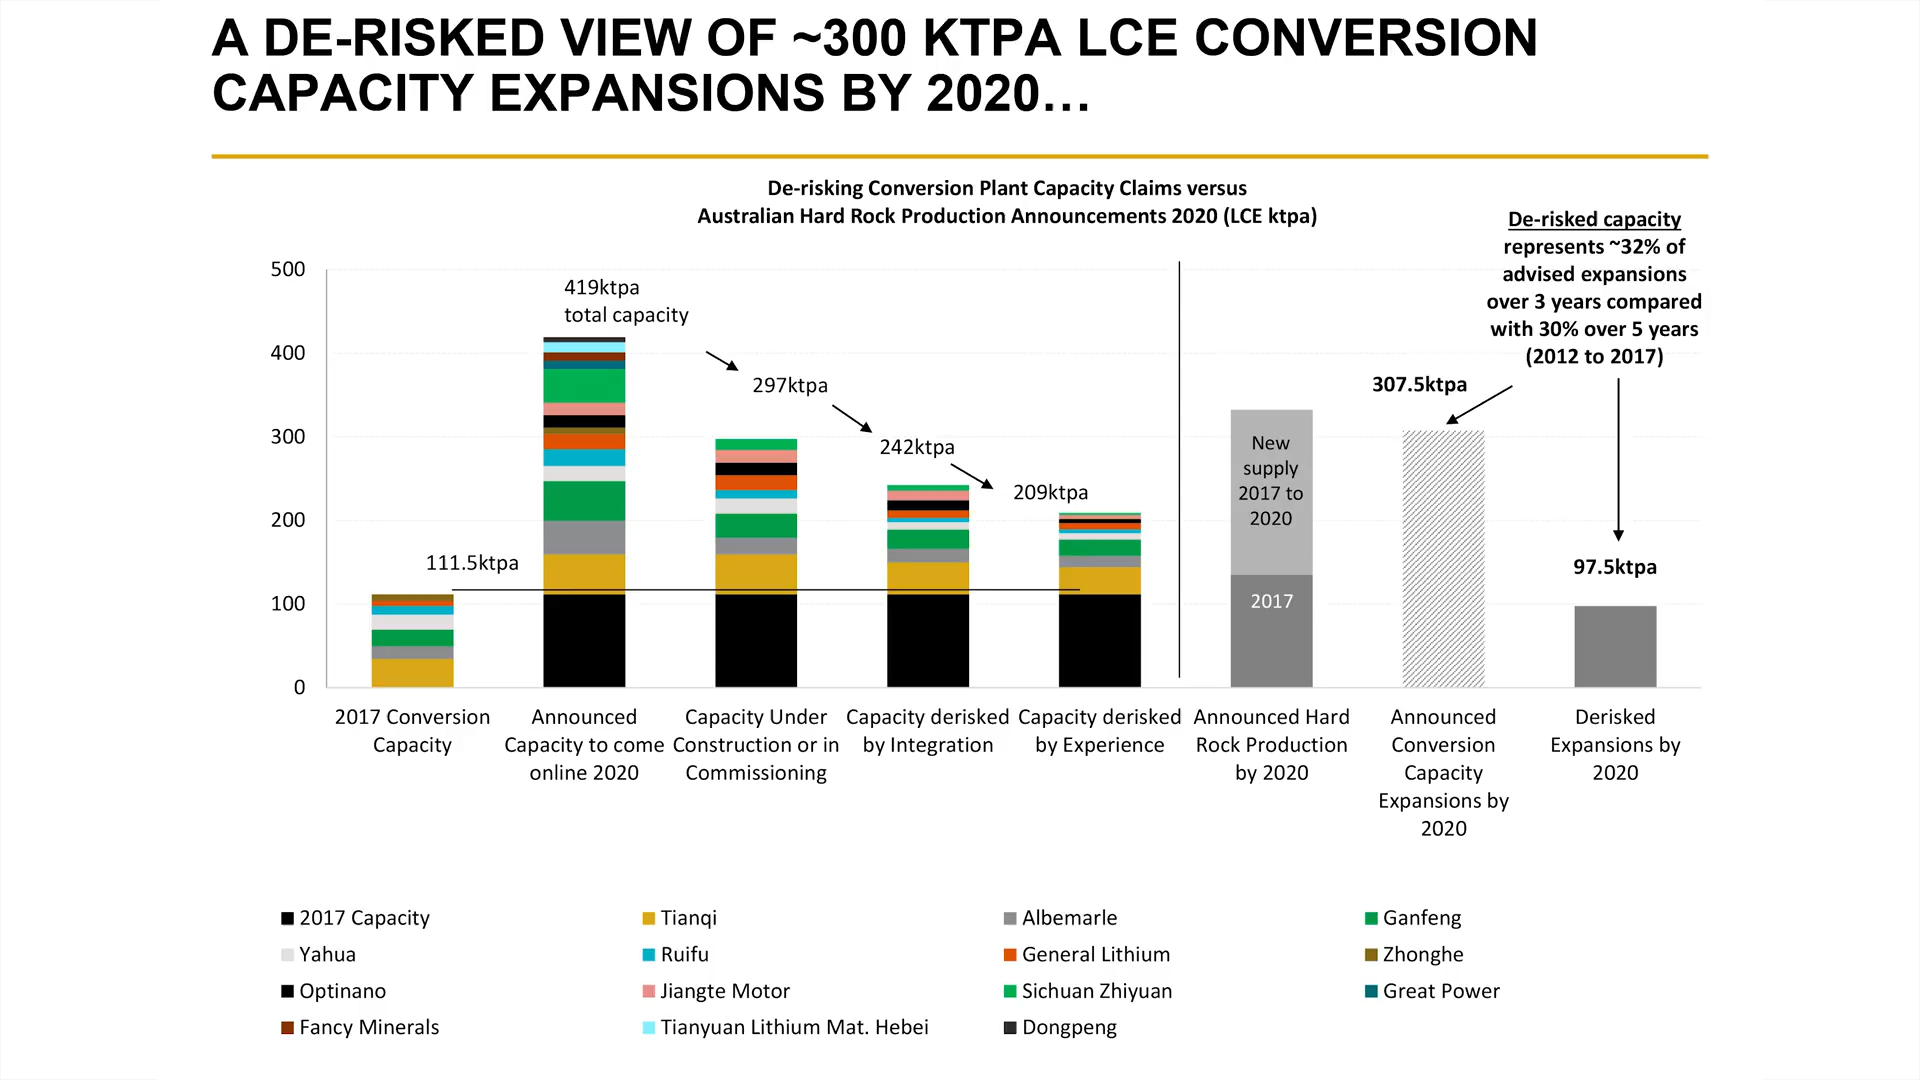 A DE-RISKED VIEW OF ~300 KTPA LCE CONVERSION
CAPACITY EXPANSIONS BY 2020…
De-risking Conversion Plant Capacity Claims versus
Australian Hard Rock Production Announcements 2020 (LCE ktpa)
De-risked capacity
represents ~32% of
advised expansions
over 3 years compared
with 30% over 5 years
(2012 to 2017)
500
400
300
200
100
0
111.5ktpa
419ktpa
total capacity
297ktpa
242ktpa
209ktpa
New
supply
2017 to
2020
2017
307.5ktpa
97.5ktpa
2017 Conversion
Capacity
Announced
Capacity to come
online 2020
Capacity Under
Construction or in
Commissioning
Capacity derisked
by Integration
Capacity derisked
by Experience
Announced Hard
Rock Production
by 2020
Announced
Conversion
Capacity
Expansions by
2020
Derisked
Expansions by
2020
2017 Capacity
Tianqi
Albemarle
Ganfeng
Yahua
Ruifu
General Lithium
Zhonghe
Optinano
Jiangte Motor
Sichuan Zhiyuan
Great Power
Fancy Minerals
Tianyuan Lithium Mat. Hebei
Dongpeng